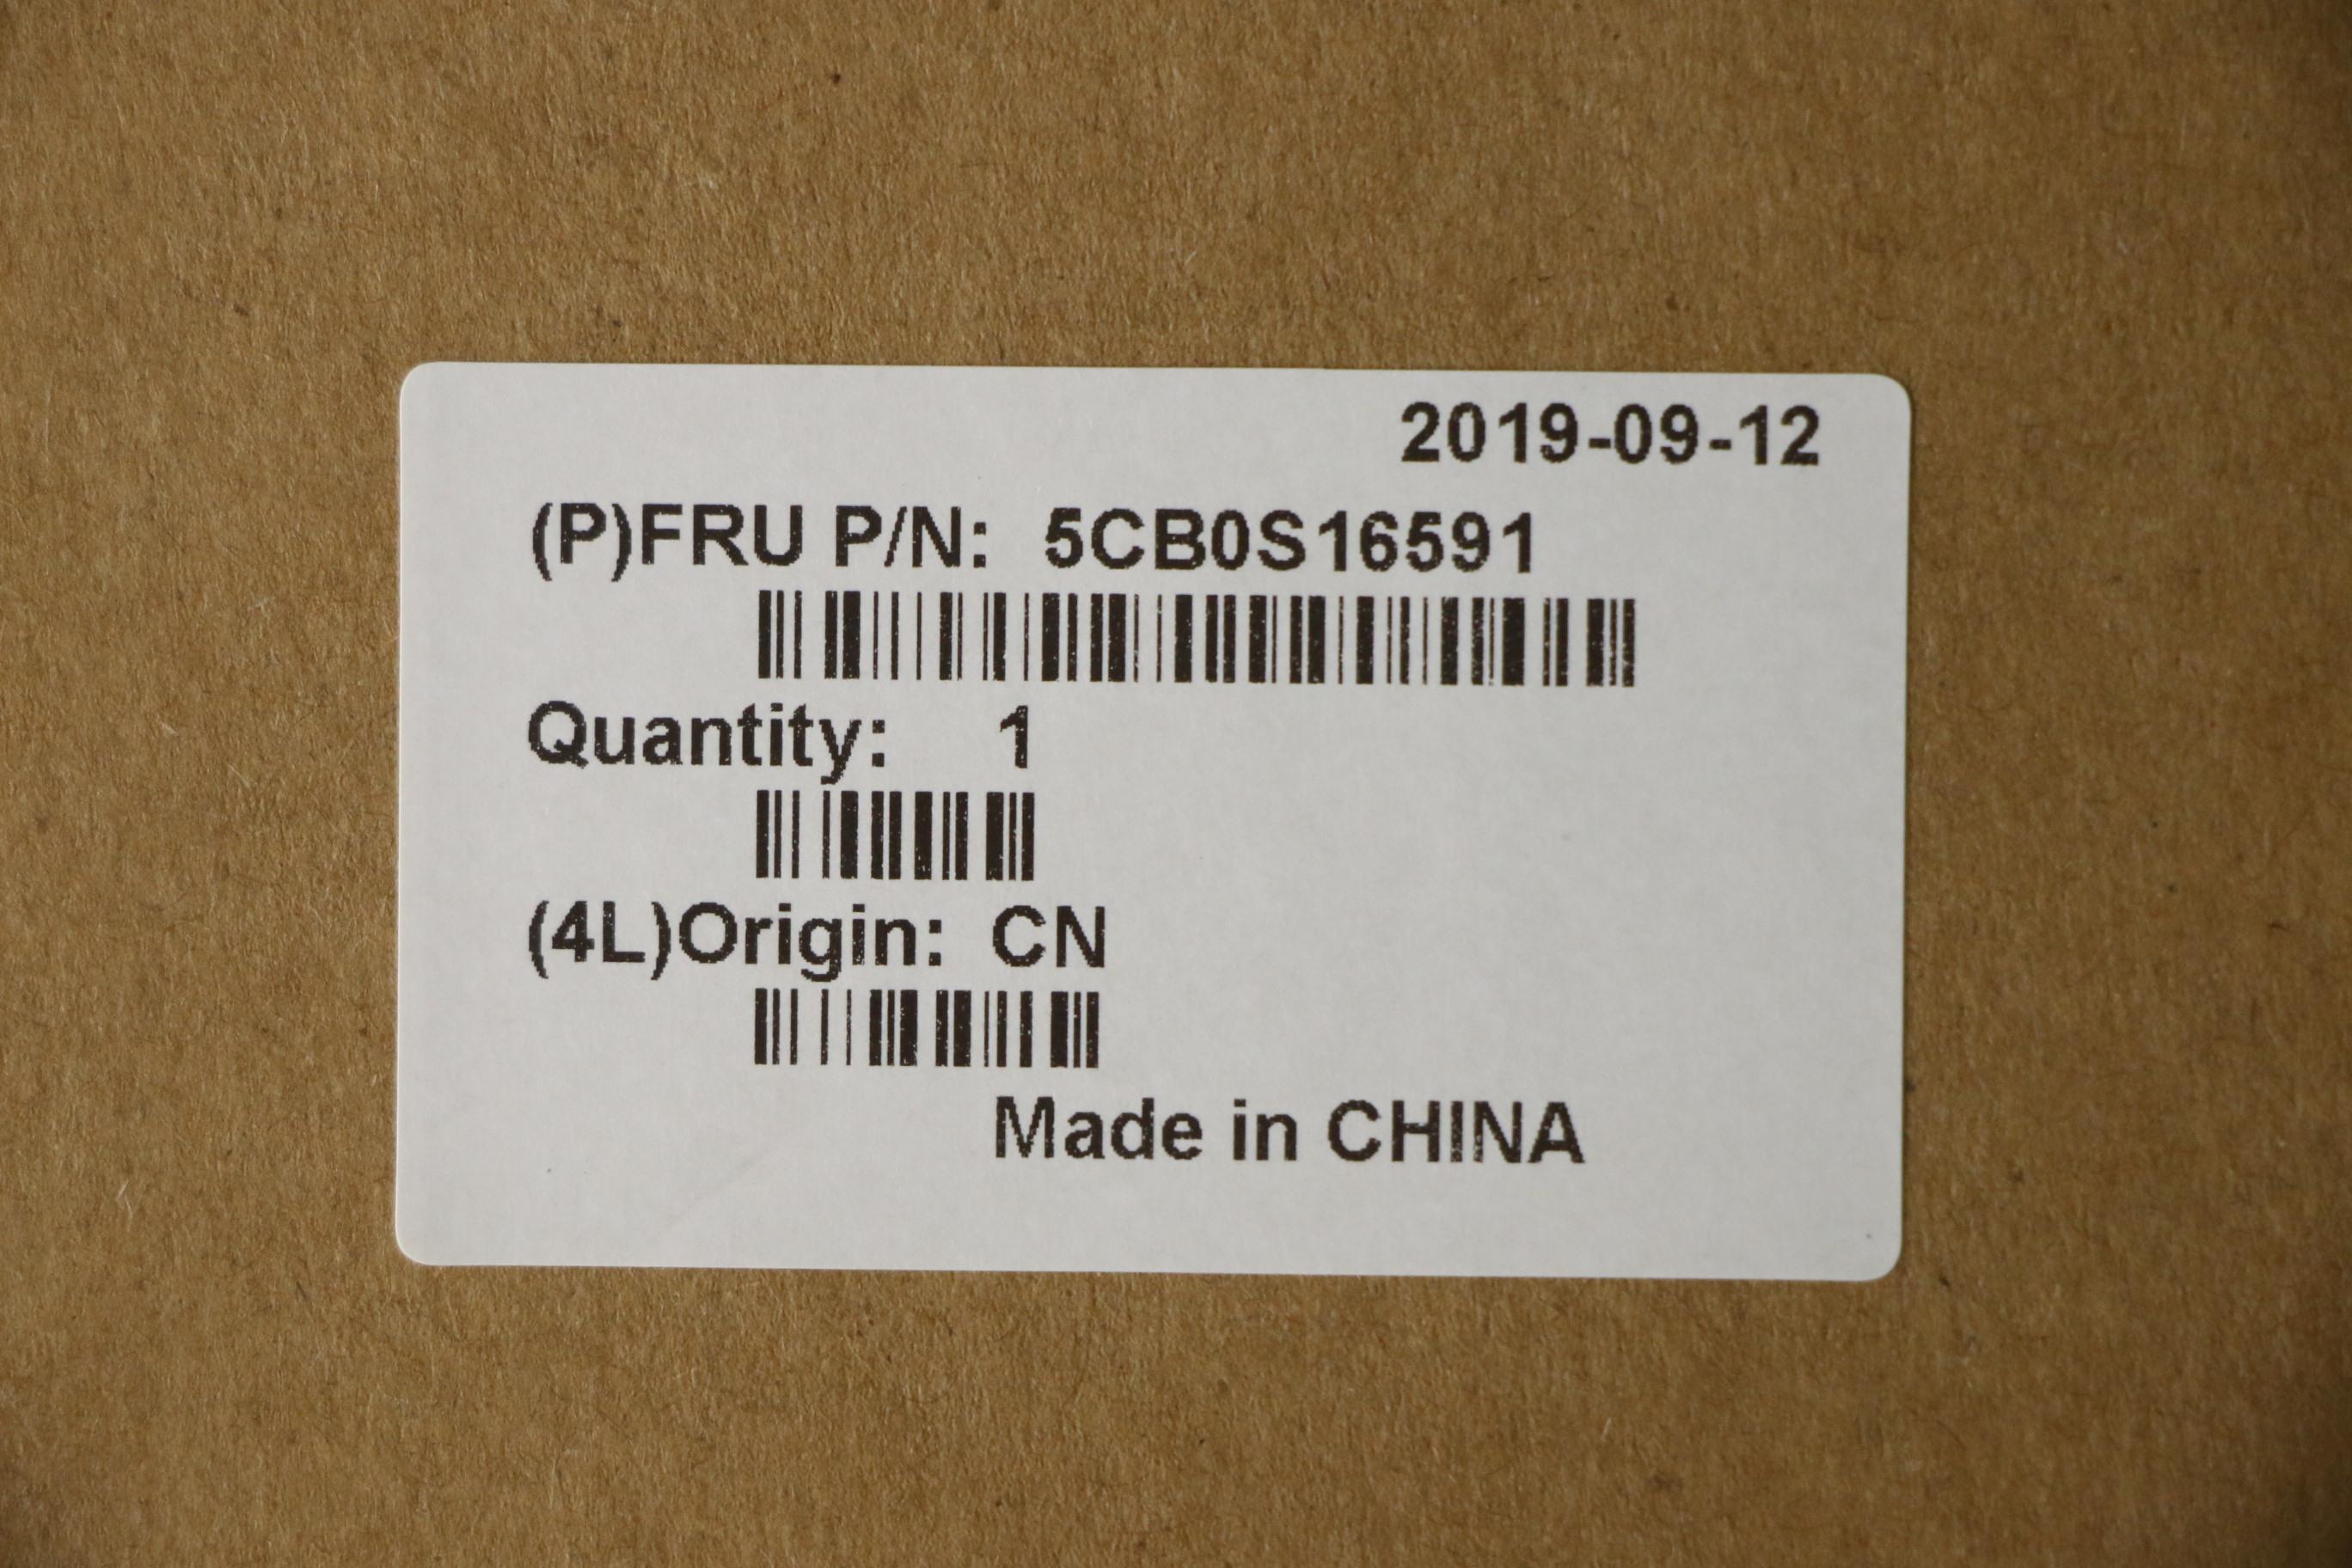 2019-09-12
(P)FRU P/N: 5CB0S16591
Quantity: 1
(4L)Origin: CN
Made in CHINA